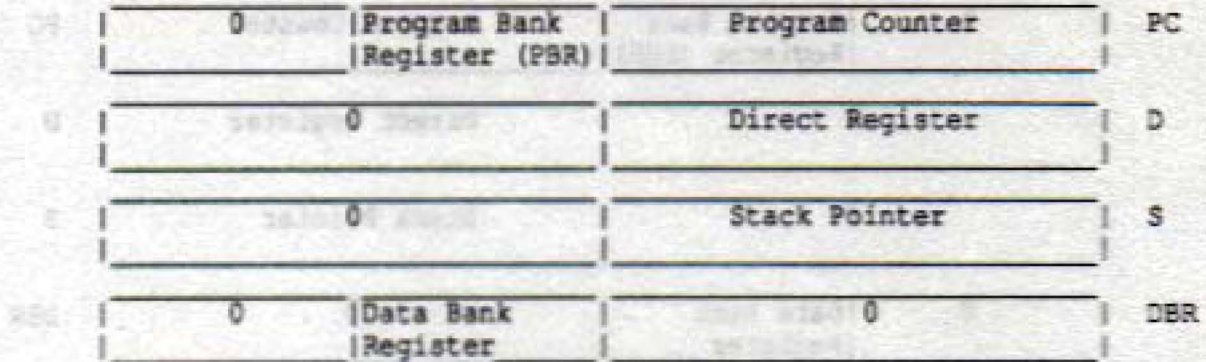 0 |Program Bank | Program Counter | PC
|Register (PBR)|
0 | Direct Register | D
0 | Stack Pointer | S
0 |Data Bank | 0 | DBR
|Register